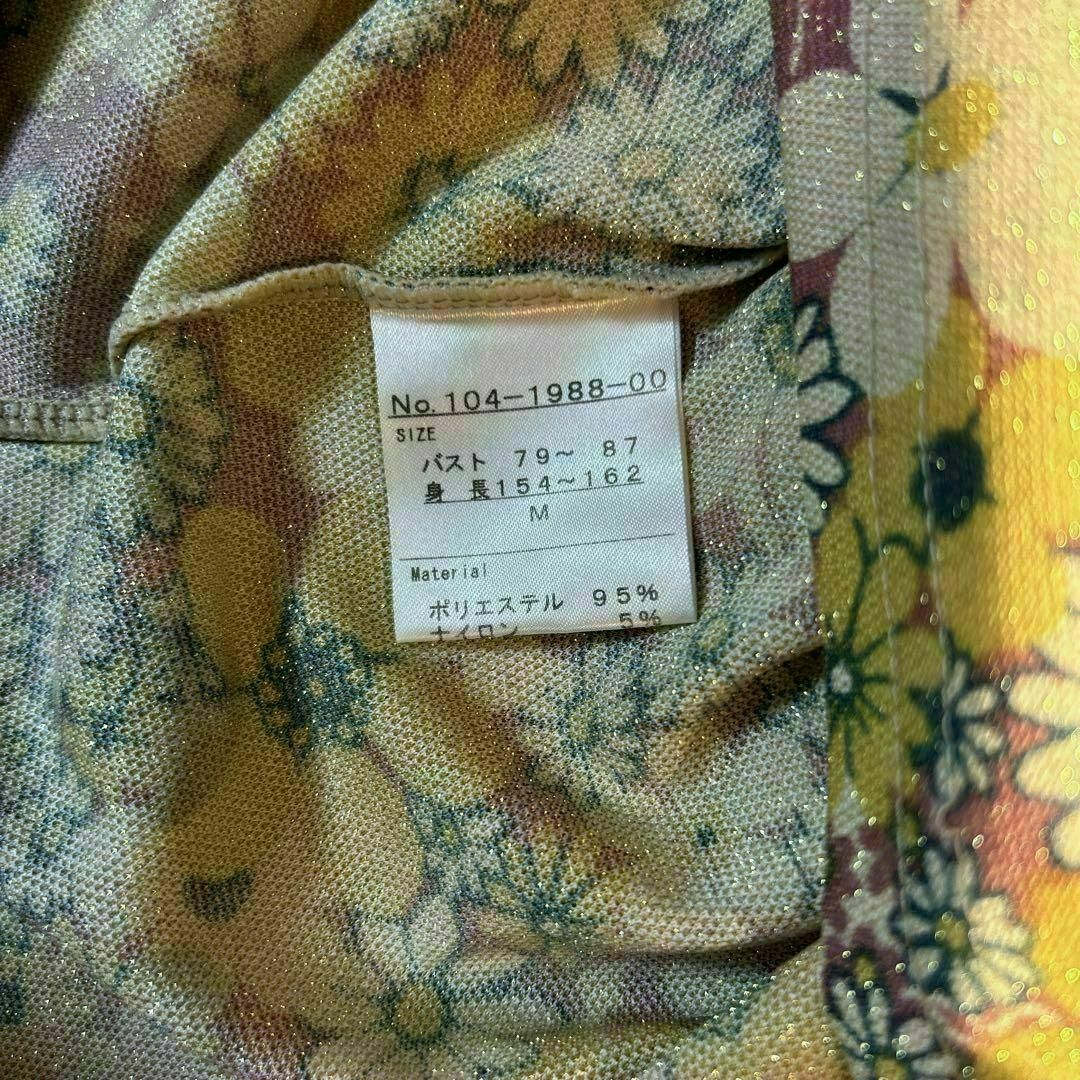 No. 104-1988-00
SIZE
バスト 79〜 87
身 長154〜162
M
Material
ポリエステル 95%
ナイロン 5%